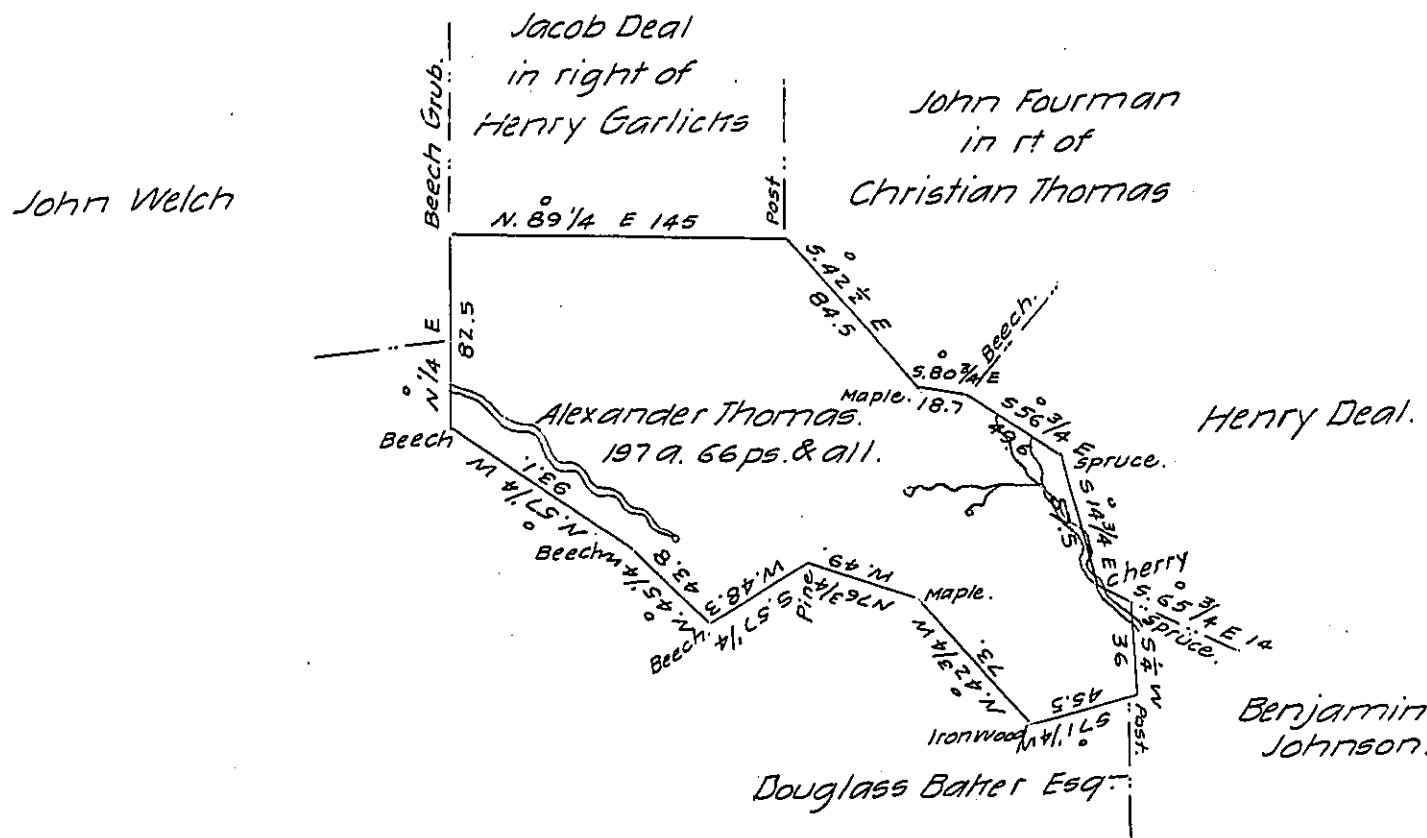 Jacob Deal
in right of
Henry Garlicks
John Fourman
in rt of
Christian Thomas
John Welch
Beech Grub.
N. 89°1/4 E 145
Post
S. 42°1/2 E
84.5
Beech.
N°1/4 E
82.5
S. 80°3/4 E
Maple. 18.7
S 56°3/4 E
49.6
Spruce.
Henry Deal.
Beech
Alexander Thomas.
197 a. 66 ps. & all.
N. 57°1/4 W
93.1.
Beech
N. 45°1/4 W
43.8
Beech.
S. 57 1/4
W. 48.3
Pine
N 76 3/4
W. 49.
Maple.
N. 42°3/4 W
73.
S 14°3/4 E
57.5
Cherry
S. 65°3/4 E 14
Spruce.
S 1/4 W
36
Ironwood
S 71°1/4 W
45.5
Post.
Benjamin
Johnson.
Douglass Baker Esqr